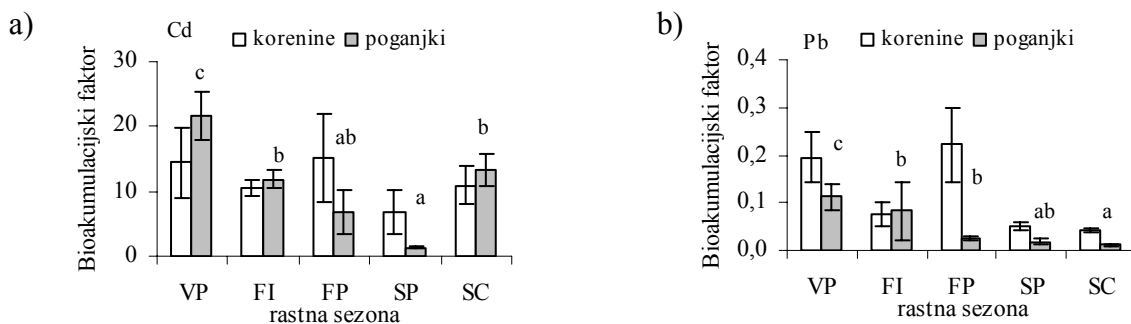 a)
Cd
korenine poganjki
Bioakumulacijski faktor
30
20
10
0
c
b
ab
a
b
VP FI FP SP SC
rastna sezona
b)
Pb
korenine poganjki
Bioakumulacijski faktor
0,4
0,3
0,2
0,1
0,0
c
b
b
ab
a
VP FI FP SP SC
rastna sezona